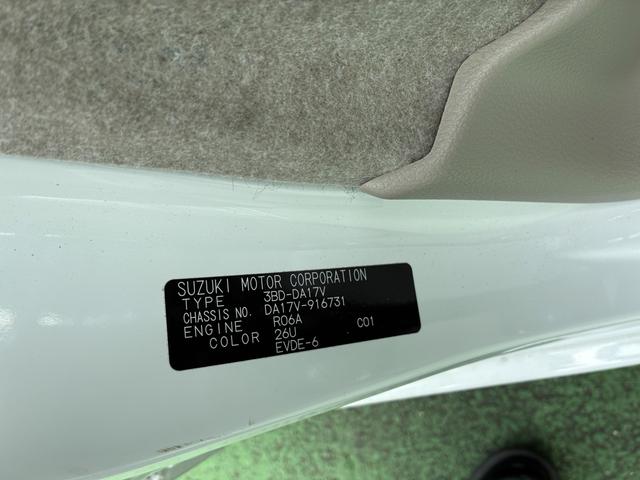 SUZUKI MOTOR CORPORATION
TYPE 3BD-DA17V
CHASSIS NO. DA17V-916731
ENGINE R06A C01
COLOR 26U
EVDE-6